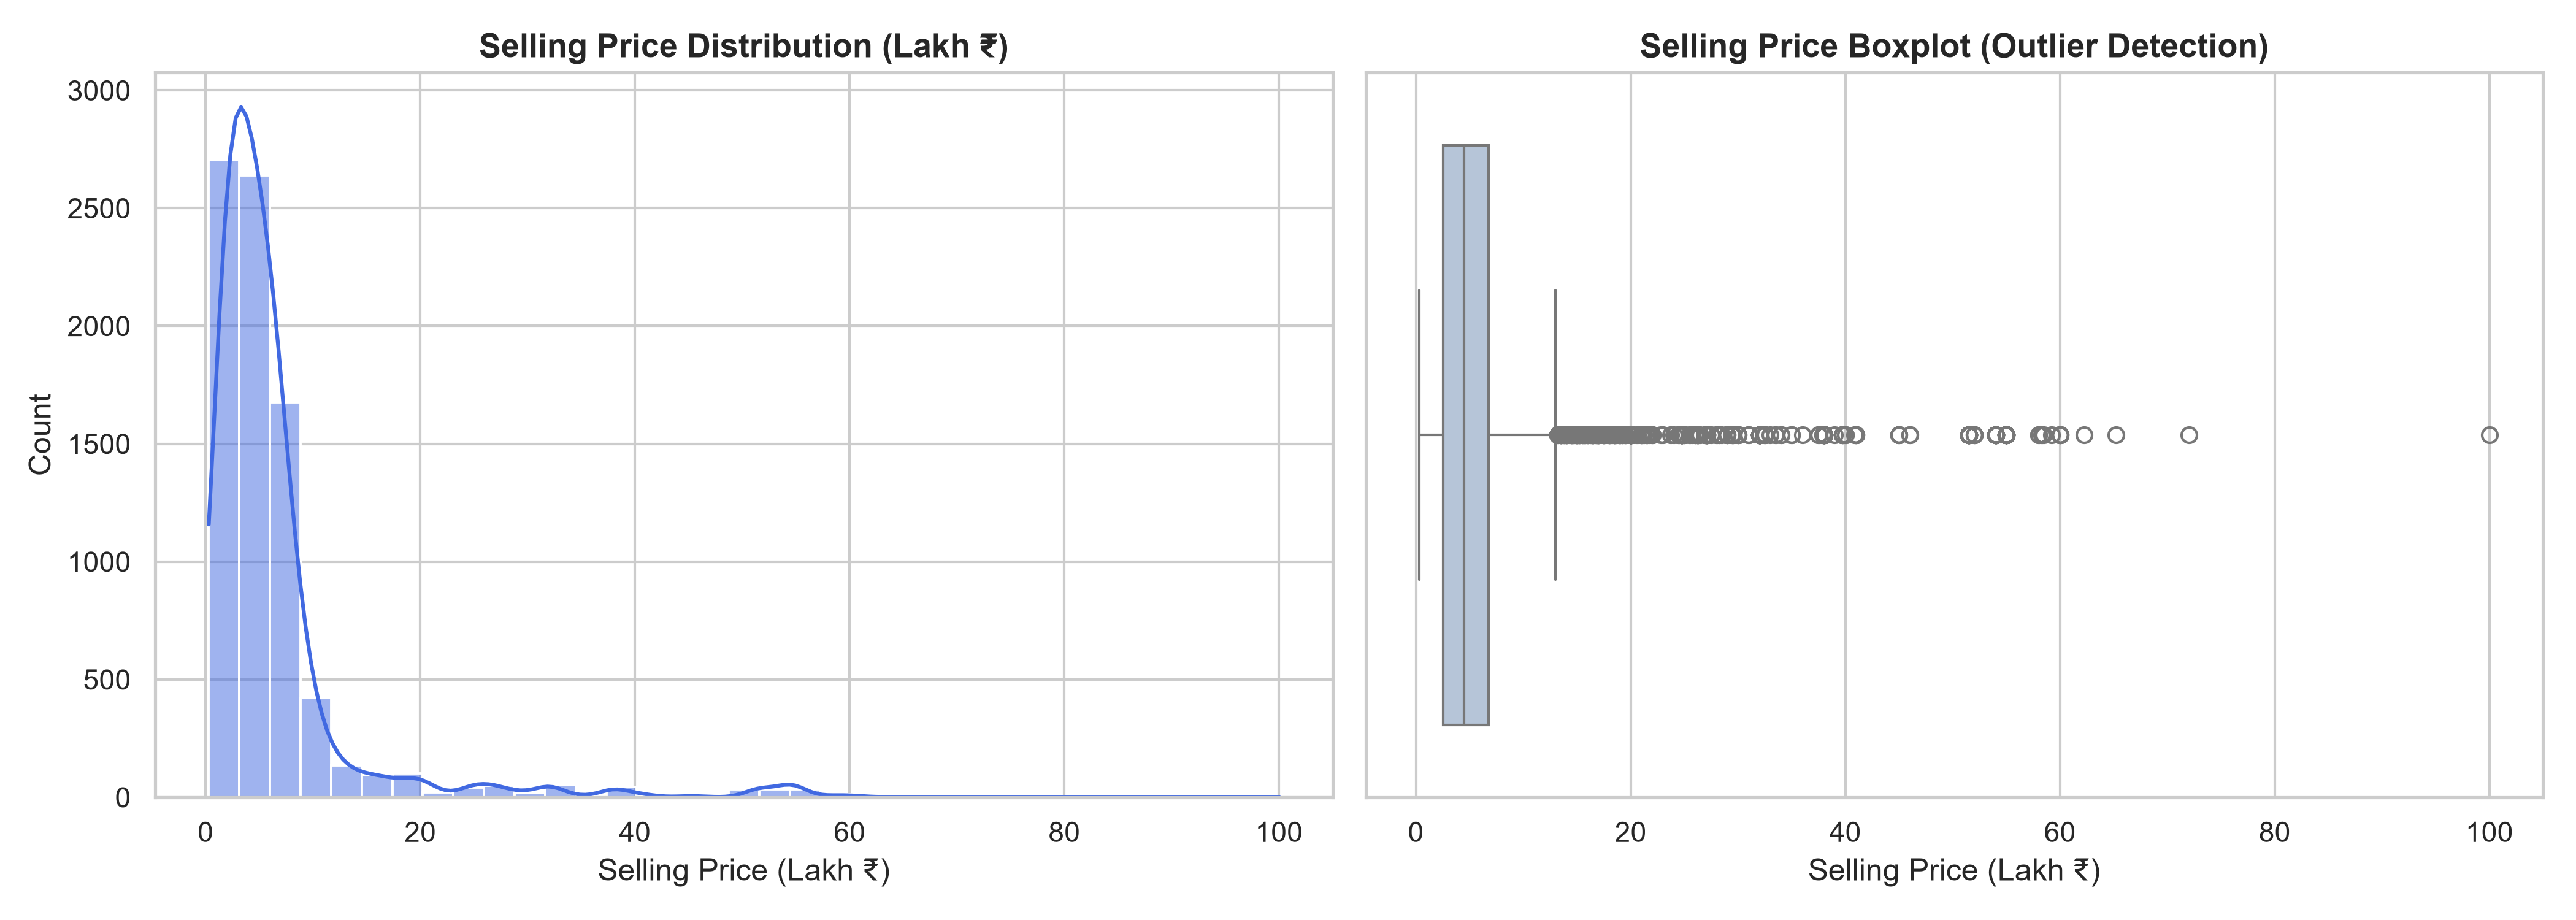 Selling Price Distribution (Lakh ₹)
3000
2500
2000
1500
1000
500
0
Count
0 20 40 60 80 100
Selling Price (Lakh ₹)
Selling Price Boxplot (Outlier Detection)
0 20 40 60 80 100
Selling Price (Lakh ₹)